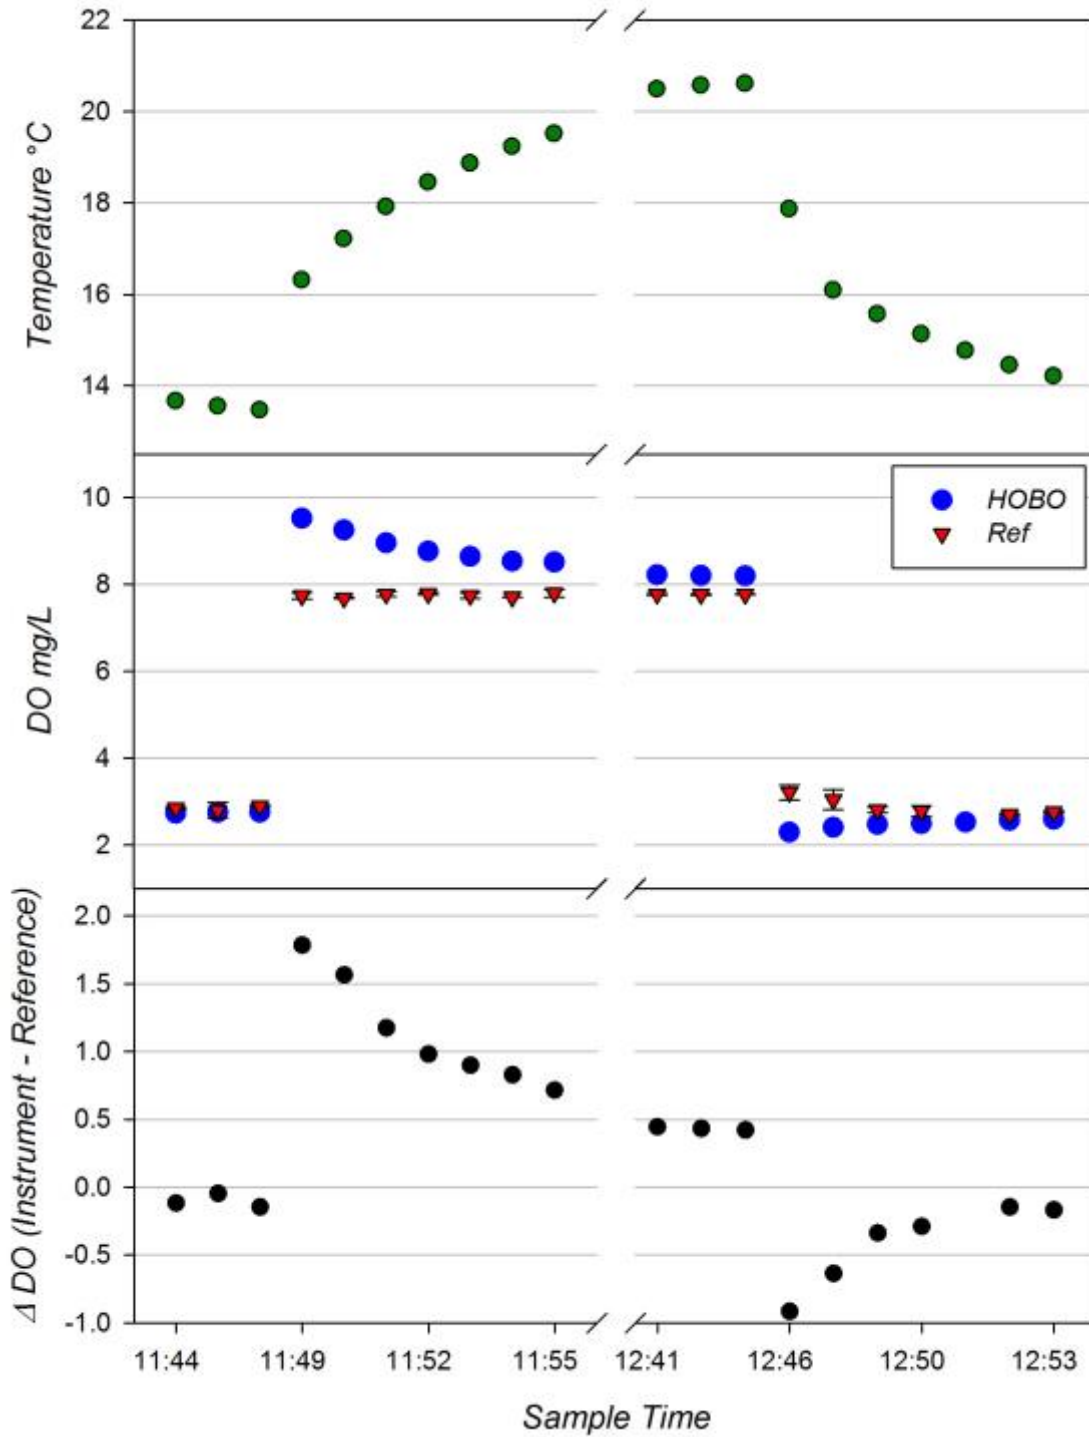 Temperature °C
22
20
18
16
14
DO mg/L
10
8
6
4
2
HOBO
Ref
Δ DO (Instrument - Reference)
2.0
1.5
1.0
0.5
0.0
-0.5
-1.0
11:44 11:49 11:52 11:55 12:41 12:46 12:50 12:53
Sample Time